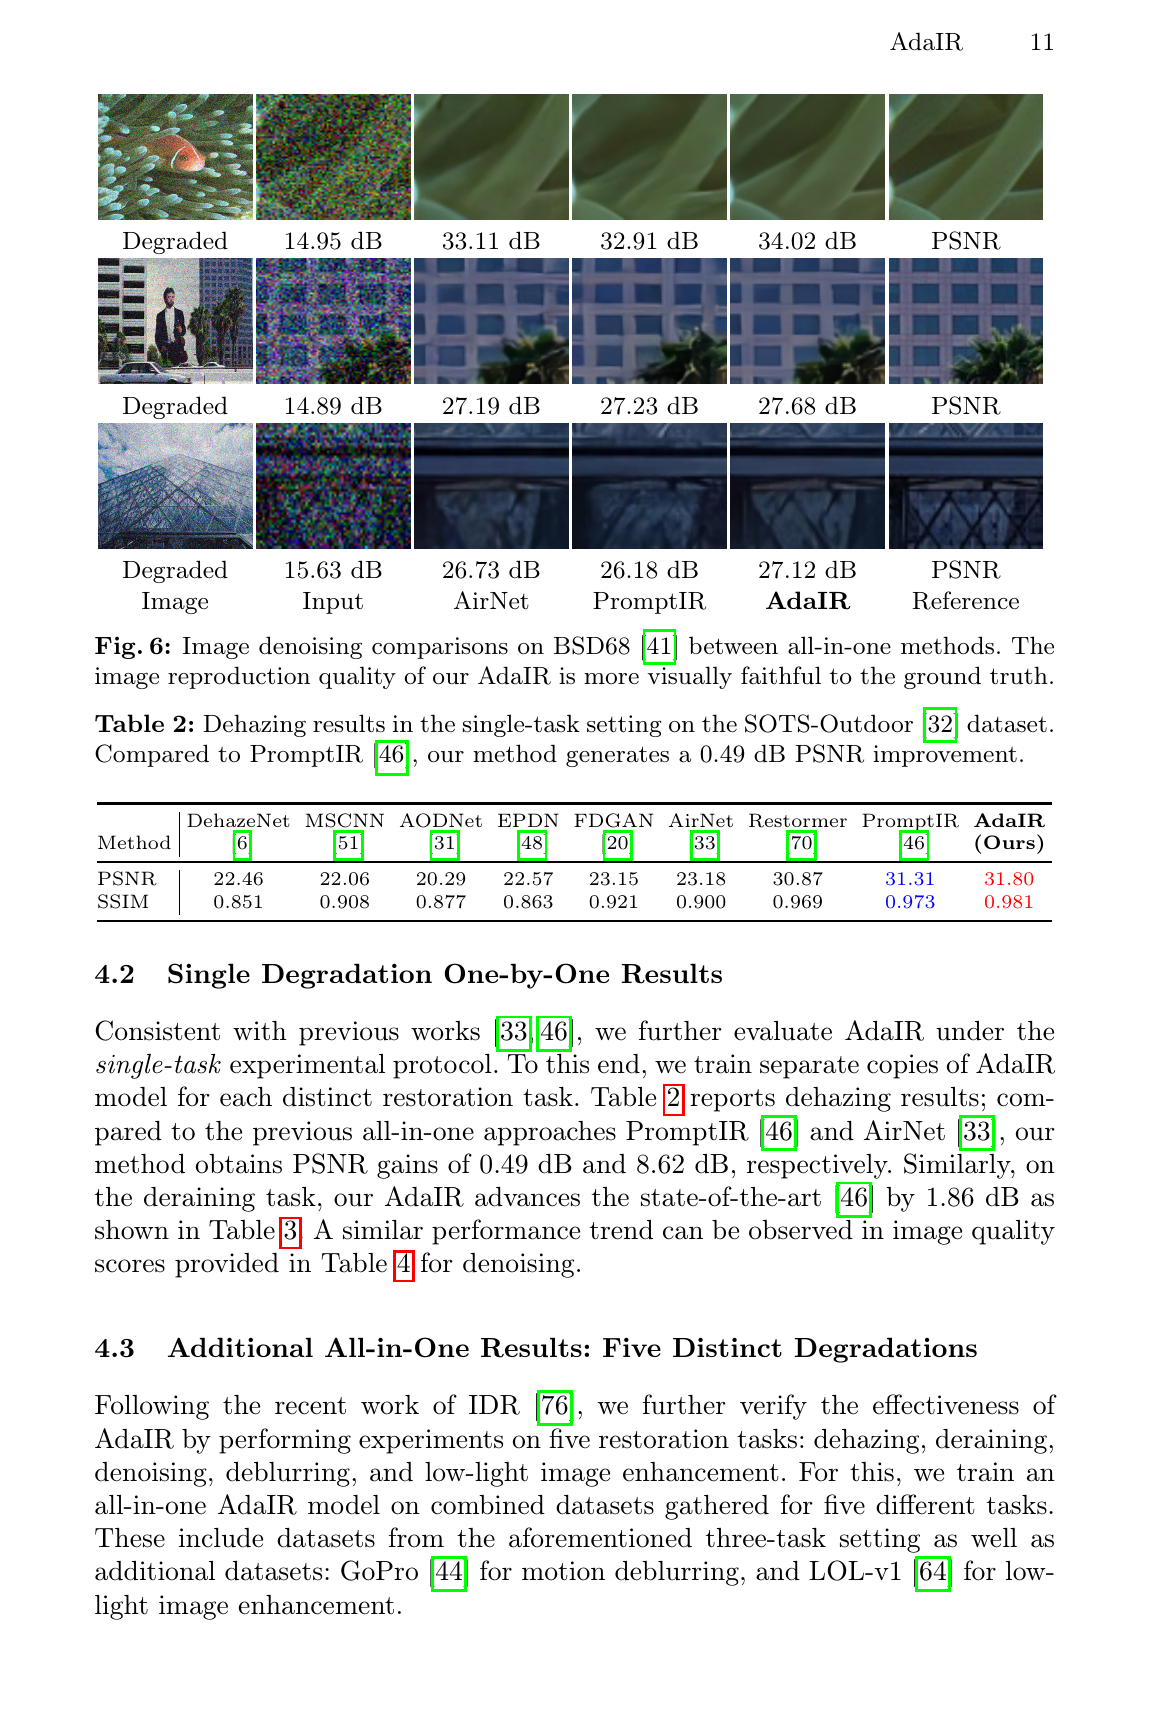 AdaIR 11
Degraded 14.95 dB 33.11 dB 32.91 dB 34.02 dB PSNR
Degraded 14.89 dB 27.19 dB 27.23 dB 27.68 dB PSNR
Degraded 15.63 dB 26.73 dB 26.18 dB 27.12 dB PSNR
Image Input AirNet PromptIR AdaIR Reference
Fig. 6: Image denoising comparisons on BSD68 [41] between all-in-one methods. The
image reproduction quality of our AdaIR is more visually faithful to the ground truth.
Table 2: Dehazing results in the single-task setting on the SOTS-Outdoor [32] dataset.
Compared to PromptIR [46], our method generates a 0.49 dB PSNR improvement.
DehazeNet MSCNN AODNet EPDN FDGAN AirNet Restormer PromptIR AdaIR
Method [6] [51] [31] [48] [20] [33] [70] [46] (Ours)
PSNR 22.46 22.06 20.29 22.57 23.15 23.18 30.87 31.31 31.80
SSIM 0.851 0.908 0.877 0.863 0.921 0.900 0.969 0.973 0.981
4.2 Single Degradation One-by-One Results
Consistent with previous works [33,46], we further evaluate AdaIR under the
single-task experimental protocol. To this end, we train separate copies of AdaIR
model for each distinct restoration task. Table 2 reports dehazing results; com-
pared to the previous all-in-one approaches PromptIR [46] and AirNet [33], our
method obtains PSNR gains of 0.49 dB and 8.62 dB, respectively. Similarly, on
the deraining task, our AdaIR advances the state-of-the-art [46] by 1.86 dB as
shown in Table 3. A similar performance trend can be observed in image quality
scores provided in Table 4 for denoising.
4.3 Additional All-in-One Results: Five Distinct Degradations
Following the recent work of IDR [76], we further verify the effectiveness of
AdaIR by performing experiments on five restoration tasks: dehazing, deraining,
denoising, deblurring, and low-light image enhancement. For this, we train an
all-in-one AdaIR model on combined datasets gathered for five different tasks.
These include datasets from the aforementioned three-task setting as well as
additional datasets: GoPro [44] for motion deblurring, and LOL-v1 [64] for low-
light image enhancement.